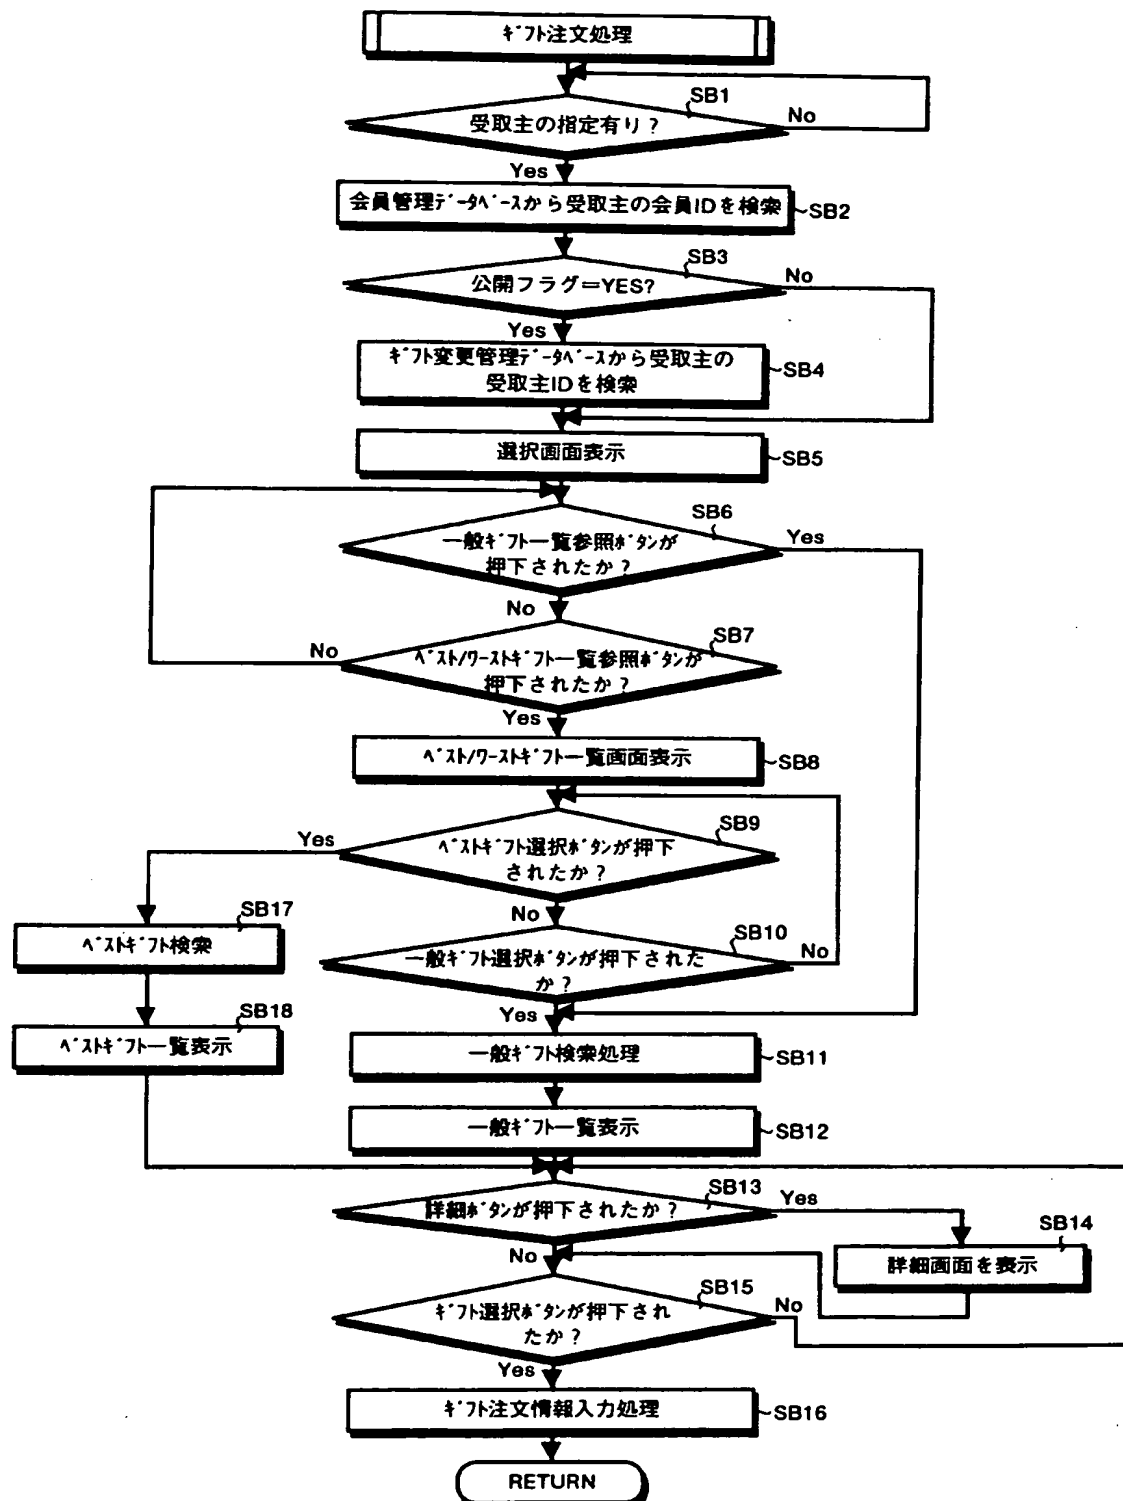 ギフト注文処理
SB1
受取主の指定有り？
No
Yes
会員管理データベースから受取主の会員IDを検索
SB2
SB3
公開フラグ＝YES?
No
Yes
ギフト変更管理データベースから受取主の
受取主IDを検索
SB4
選択画面表示
SB5
SB6
一般ギフト一覧参照ボタンが
押下されたか？
Yes
No
SB7
ベスト/ワーストギフト一覧参照ボタンが
押下されたか？
No
Yes
ベスト/ワーストギフト一覧画面表示
SB8
SB9
ベストギフト選択ボタンが押下
されたか？
Yes
No
SB17
ベストギフト検索
SB10
一般ギフト選択ボタンが押下された
か？
No
Yes
SB18
ベストギフト一覧表示
一般ギフト検索処理
SB11
一般ギフト一覧表示
SB12
SB13
詳細ボタンが押下されたか？
Yes
No
SB14
詳細画面を表示
SB15
ギフト選択ボタンが押下され
たか？
No
Yes
ギフト注文情報入力処理
SB16
RETURN